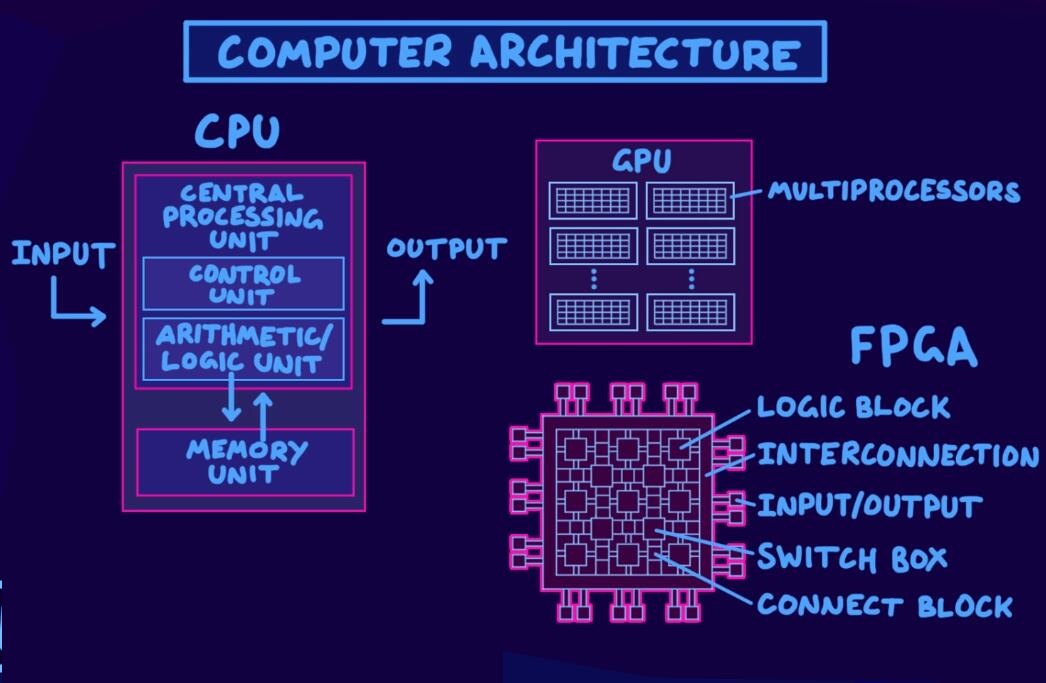 COMPUTER ARCHITECTURE
CPU
CENTRAL
PROCESSING
UNIT
CONTROL
UNIT
ARITHMETIC/
LOGIC UNIT
MEMORY
UNIT
INPUT
OUTPUT
GPU
MULTIPROCESSORS
FPGA
LOGIC BLOCK
INTERCONNECTION
INPUT/OUTPUT
SWITCH BOX
CONNECT BLOCK